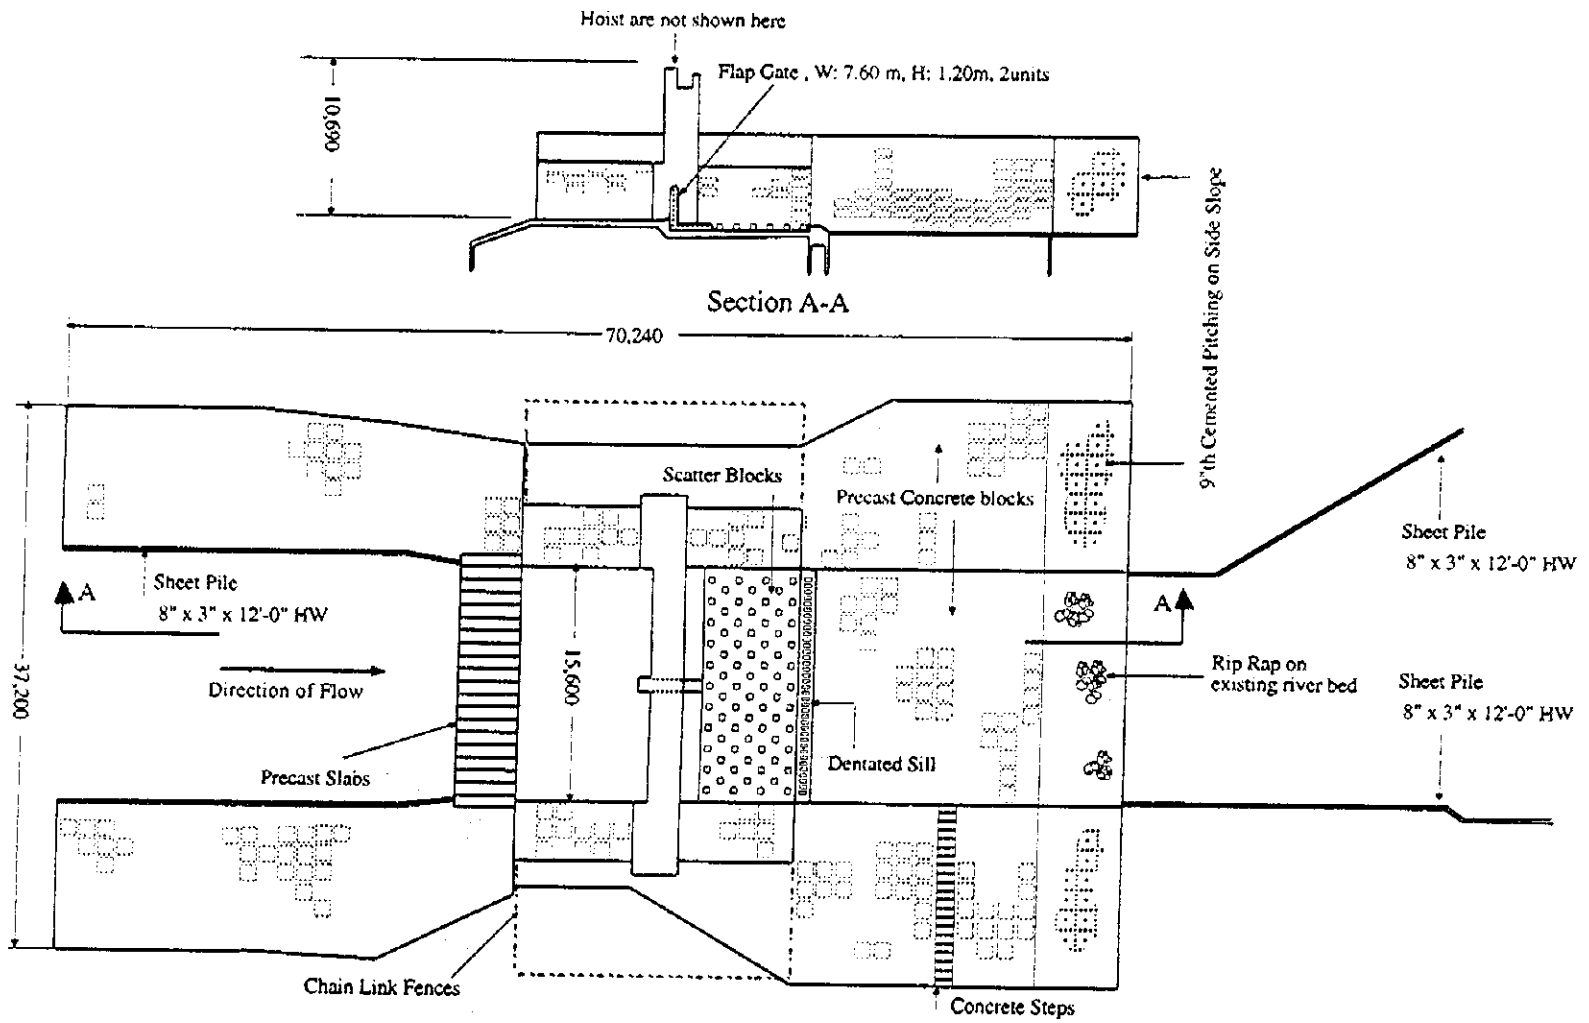 Hoist are not shown here
Flap Gate , W: 7.60 m, H: 1.20m, 2units
10,690
9"th Cemented Pitching on Side Slope
Section A-A
70,240
37,200
Scatter Blocks
Precast Concrete blocks
Sheet Pile
8" x 3" x 12'-0" HW
Sheet Pile
8" x 3" x 12'-0" HW
A
A
15,600
Direction of Flow
Rip Rap on
existing river bed
Sheet Pile
8" x 3" x 12'-0" HW
Precast Slabs
Dentated Sill
Chain Link Fences
Concrete Steps